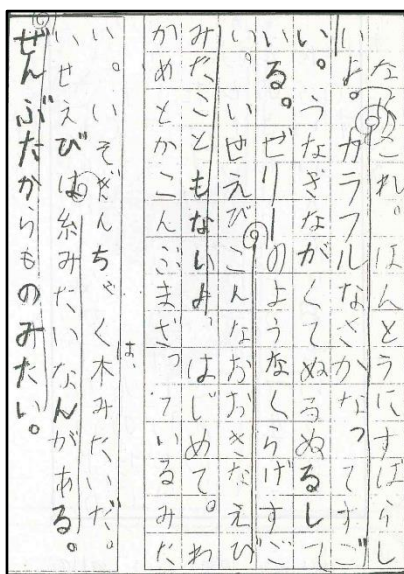 なにこれ。ほんとうにすばらし
いよ。カラフルなさかなってすご
い。うなぎながくてぬるぬるして
いる。ぜリーのようなくらげすご
い。いせえびこんなおおきなえび
みたこともないよ。はじめて。わ
かめとかこんぶまざっているみた
い。いそぎんちゃく木みたいだ。
は、
いせえびは糸みたいなんがある。
ぜんぶたからものみたい。